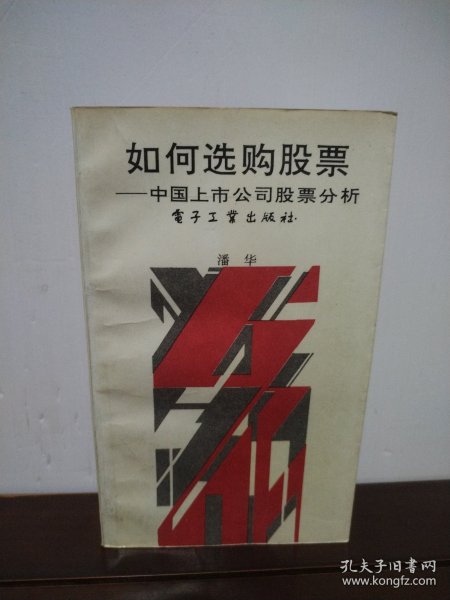 如何选购股票
——中国上市公司股票分析
電子工業出版社
潘 华
孔夫子旧书网
www.kongfz.com